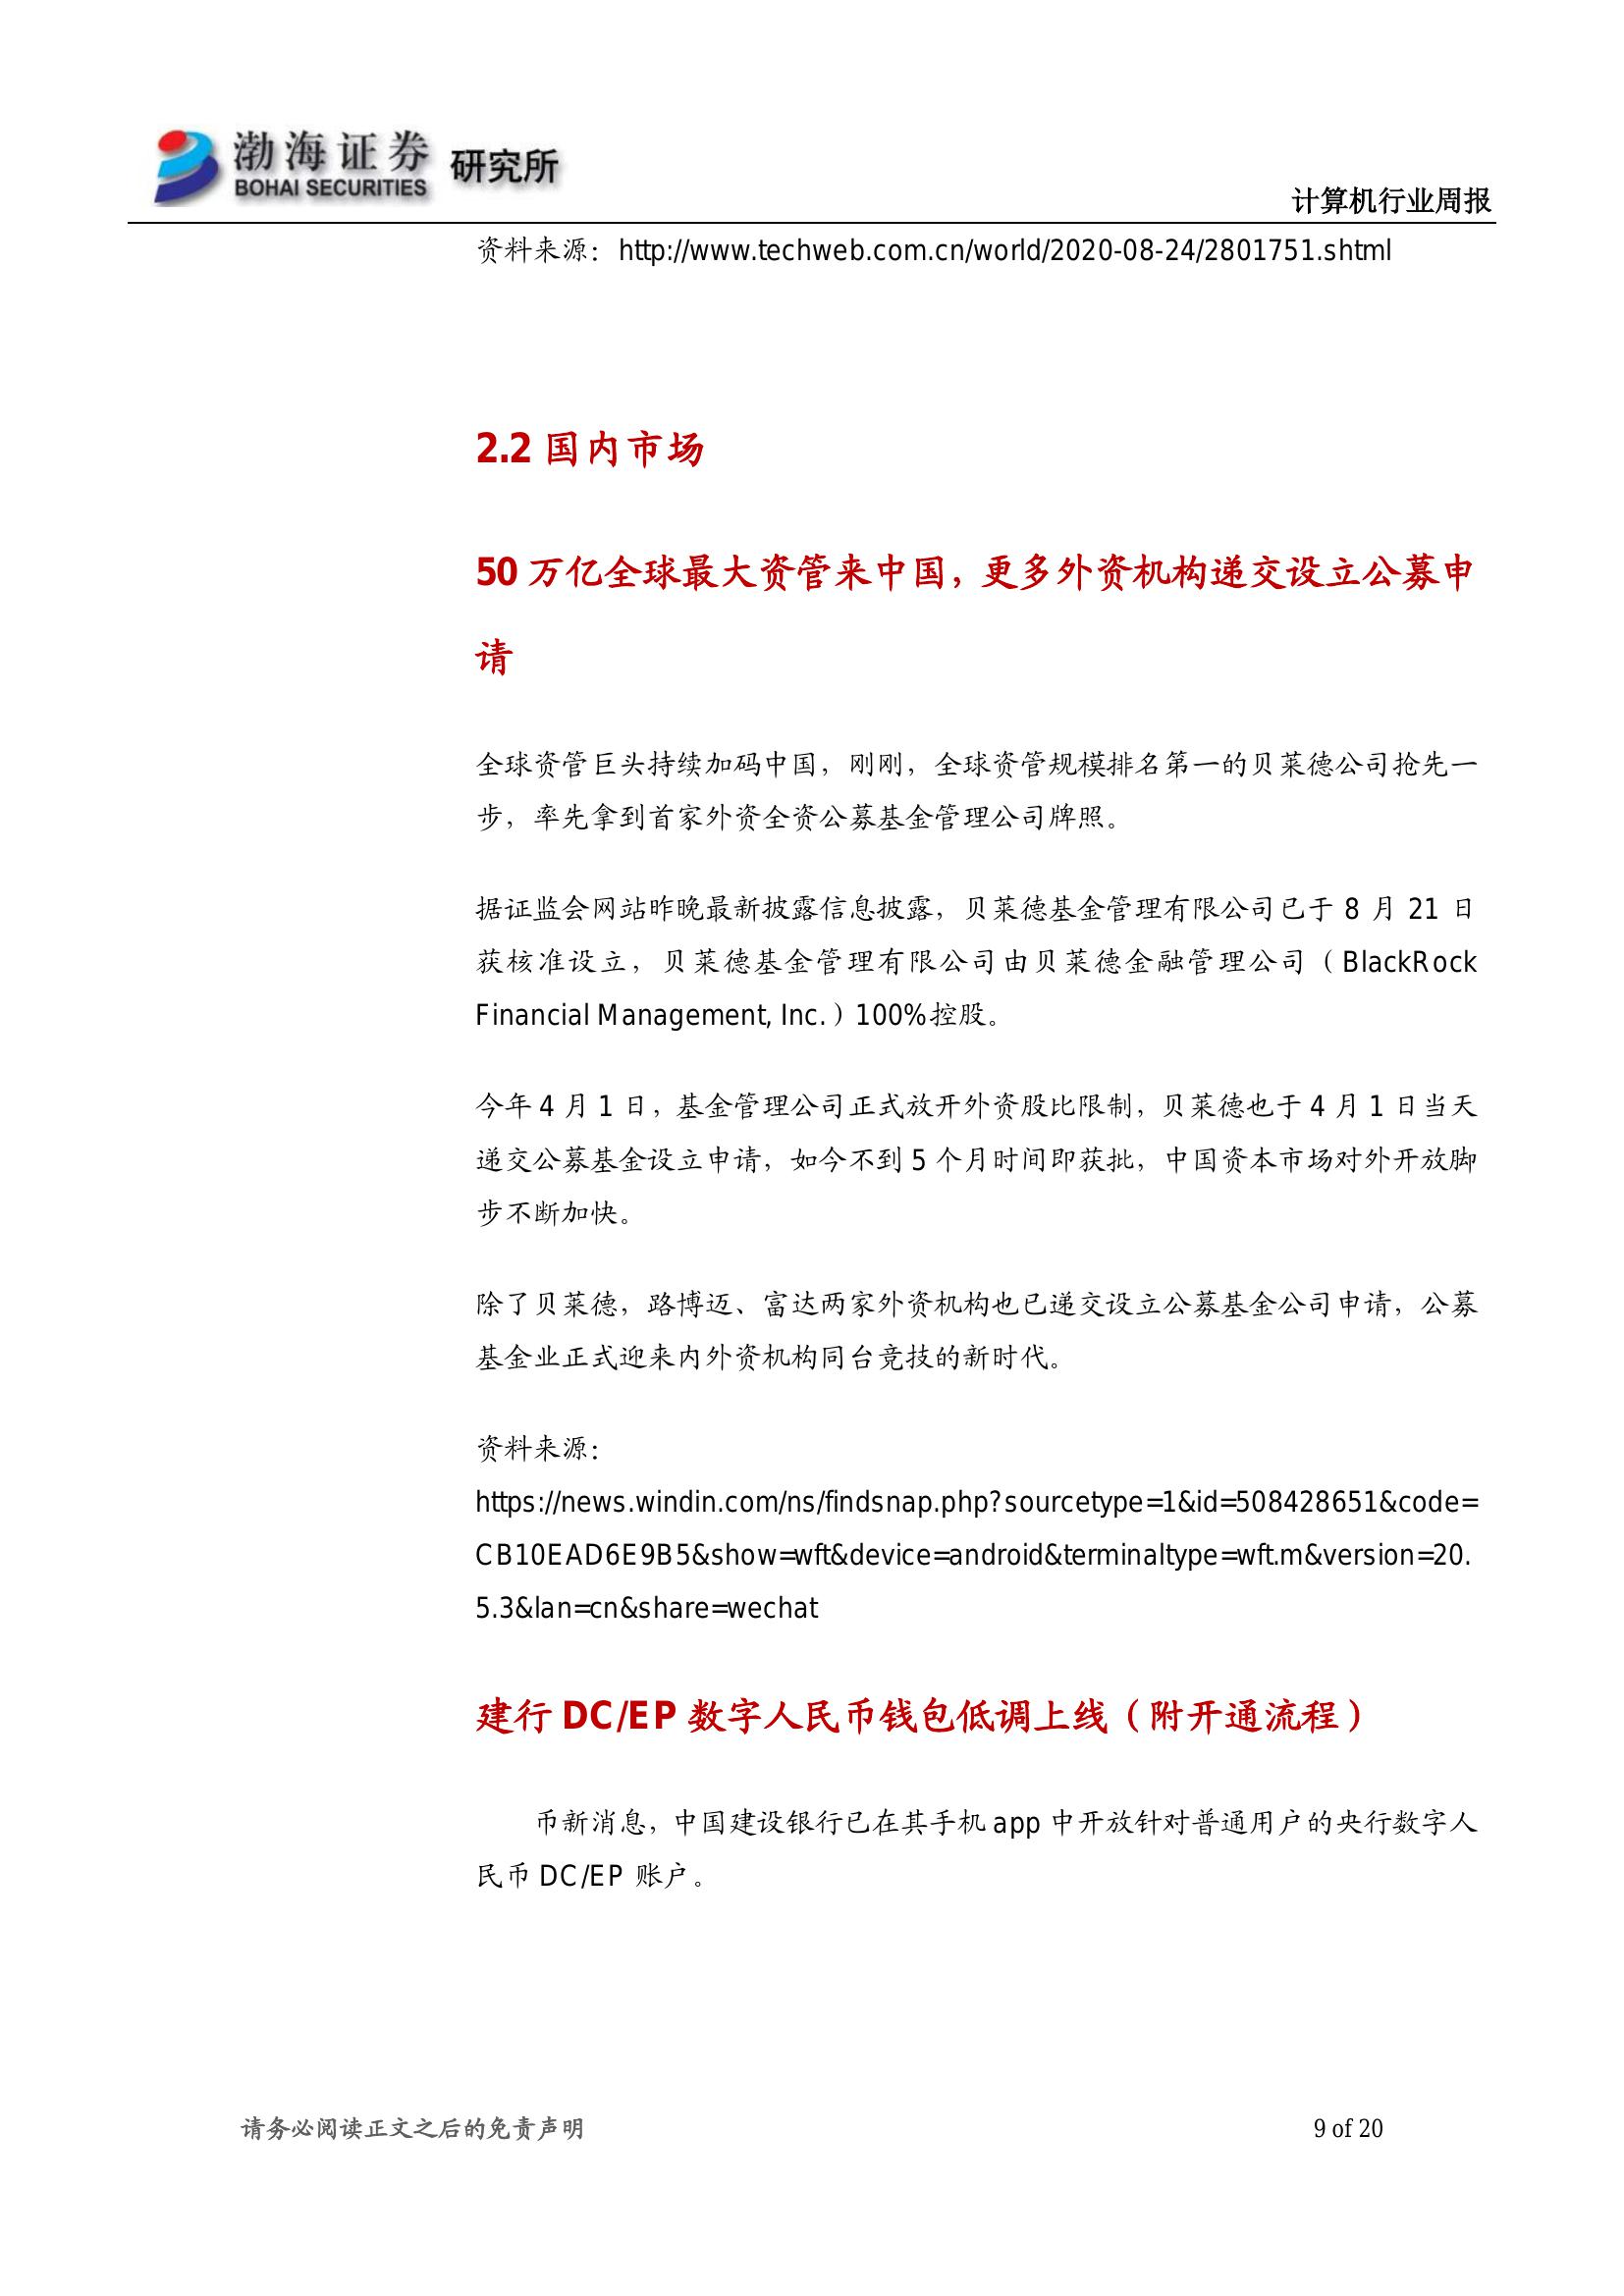 渤海证券 研究所
BOHAI SECURITIES
计算机行业周报
资料来源：http://www.techweb.com.cn/world/2020-08-24/2801751.shtml
2.2 国内市场
50 万亿全球最大资管来中国，更多外资机构递交设立公募申
请
全球资管巨头持续加码中国，刚刚，全球资管规模排名第一的贝莱德公司抢先一
步，率先拿到首家外资全资公募基金管理公司牌照。
据证监会网站昨晚最新披露信息披露，贝莱德基金管理有限公司已于 8 月 21 日
获核准设立，贝莱德基金管理有限公司由贝莱德金融管理公司（BlackRock
Financial Management, Inc.）100%控股。
今年 4 月 1 日，基金管理公司正式放开外资股比限制，贝莱德也于 4 月 1 日当天
递交公募基金设立申请，如今不到 5 个月时间即获批，中国资本市场对外开放脚
步不断加快。
除了贝莱德，路博迈、富达两家外资机构也已递交设立公募基金公司申请，公募
基金业正式迎来内外资机构同台竞技的新时代。
资料来源：
https://news.windin.com/ns/findsnap.php?sourcetype=1&id=508428651&code=
CB10EAD6E9B5&show=wft&device=android&terminaltype=wft.m&version=20.
5.3&lan=cn&share=wechat
建行 DC/EP 数字人民币钱包低调上线（附开通流程）
币新消息，中国建设银行已在其手机 app 中开放针对普通用户的央行数字人
民币 DC/EP 账户。
请务必阅读正文之后的免责声明
9 of 20